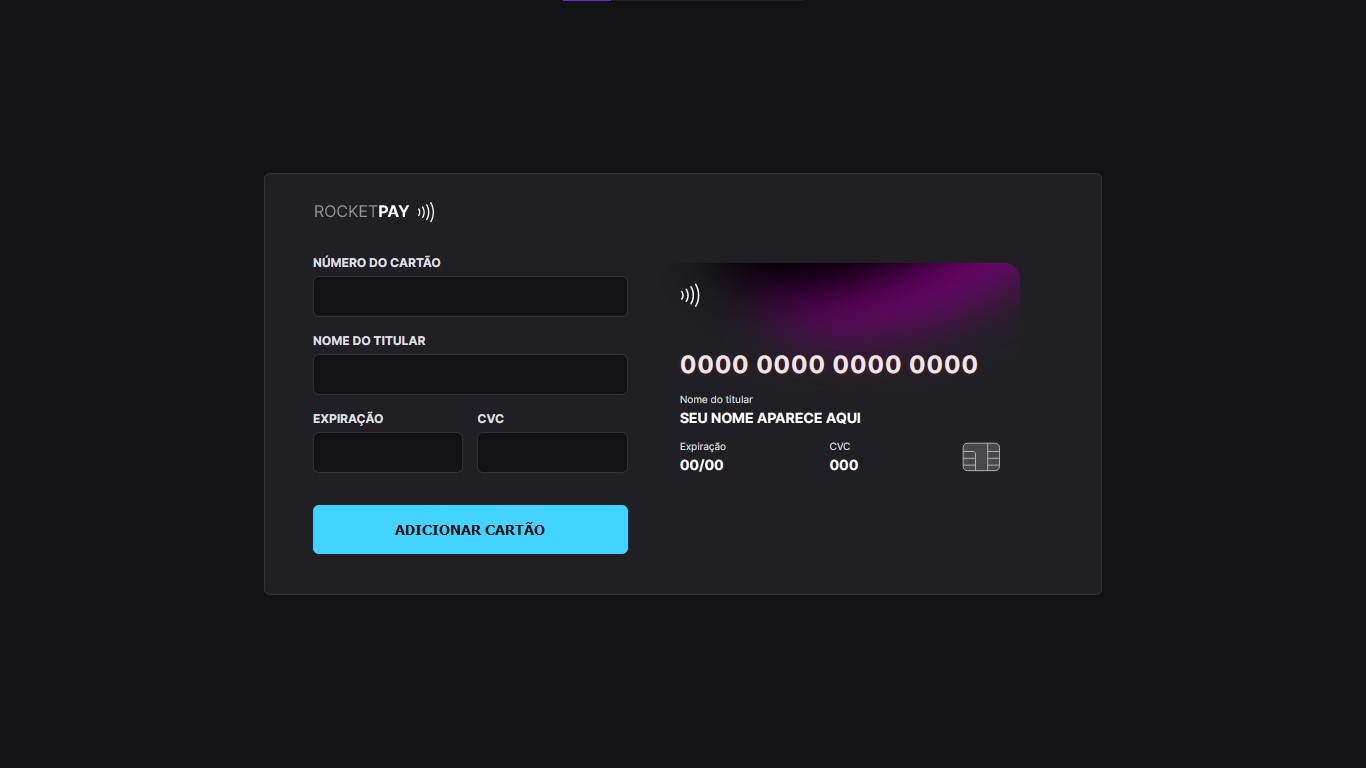 ROCKETPAY
NÚMERO DO CARTÃO
NOME DO TITULAR
EXPIRAÇÃO CVC
ADICIONAR CARTÃO
0000 0000 0000 0000
Nome do titular
SEU NOME APARECE AQUI
Expiração CVC
00/00 000